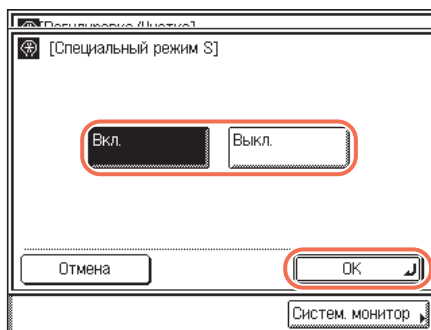 [Специальный режим S]
Вкл. Выкл.
Отмена OK
Систем. монитор